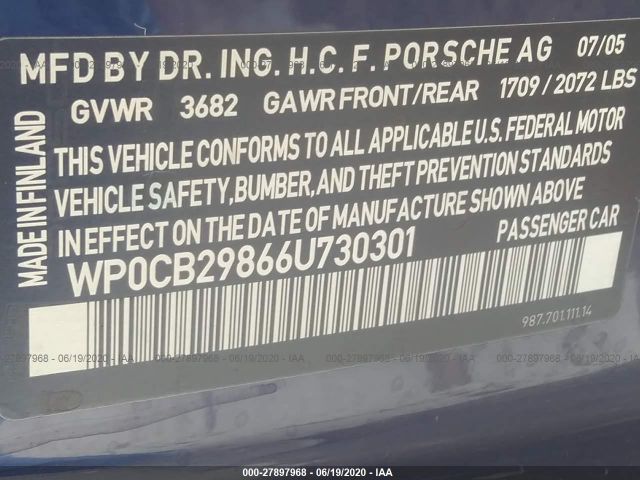 MFD BY DR. ING. H.C. F. PORSCHE AG 07/05
GVWR 3682 GAWR FRONT/REAR 1709 / 2072 LBS
MADE IN FINLAND
THIS VEHICLE CONFORMS TO ALL APPLICABLE U.S. FEDERAL MOTOR
VEHICLE SAFETY, BUMPER, AND THEFT PREVENTION STANDARDS
IN EFFECT ON THE DATE OF MANUFACTURE SHOWN ABOVE
WP0CB29866U730301 PASSENGER CAR
987.701.111.14
000-27897968 - 06/19/2020 - IAA